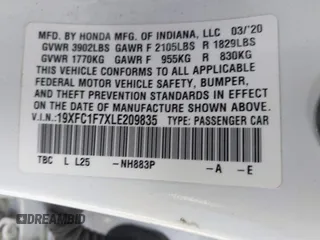 MFD. BY HONDA MFG. OF INDIANA, LLC 03/'20
GVWR 3902LBS GAWR F 2105LBS R 1829LBS
GVWR 1770KG GAWR F 955KG R 830KG
THIS VEHICLE CONFORMS TO ALL APPLICABLE
FEDERAL MOTOR VEHICLE SAFETY, BUMPER,
AND THEFT PREVENTION STANDARDS IN EFFECT
ON THE DATE OF MANUFACTURE SHOWN ABOVE.
V.I.N.:19XFC1F7XLE209835 TYPE: PASSENGER CAR
TBC L L25 -NH883P -A -E
DEALERBID